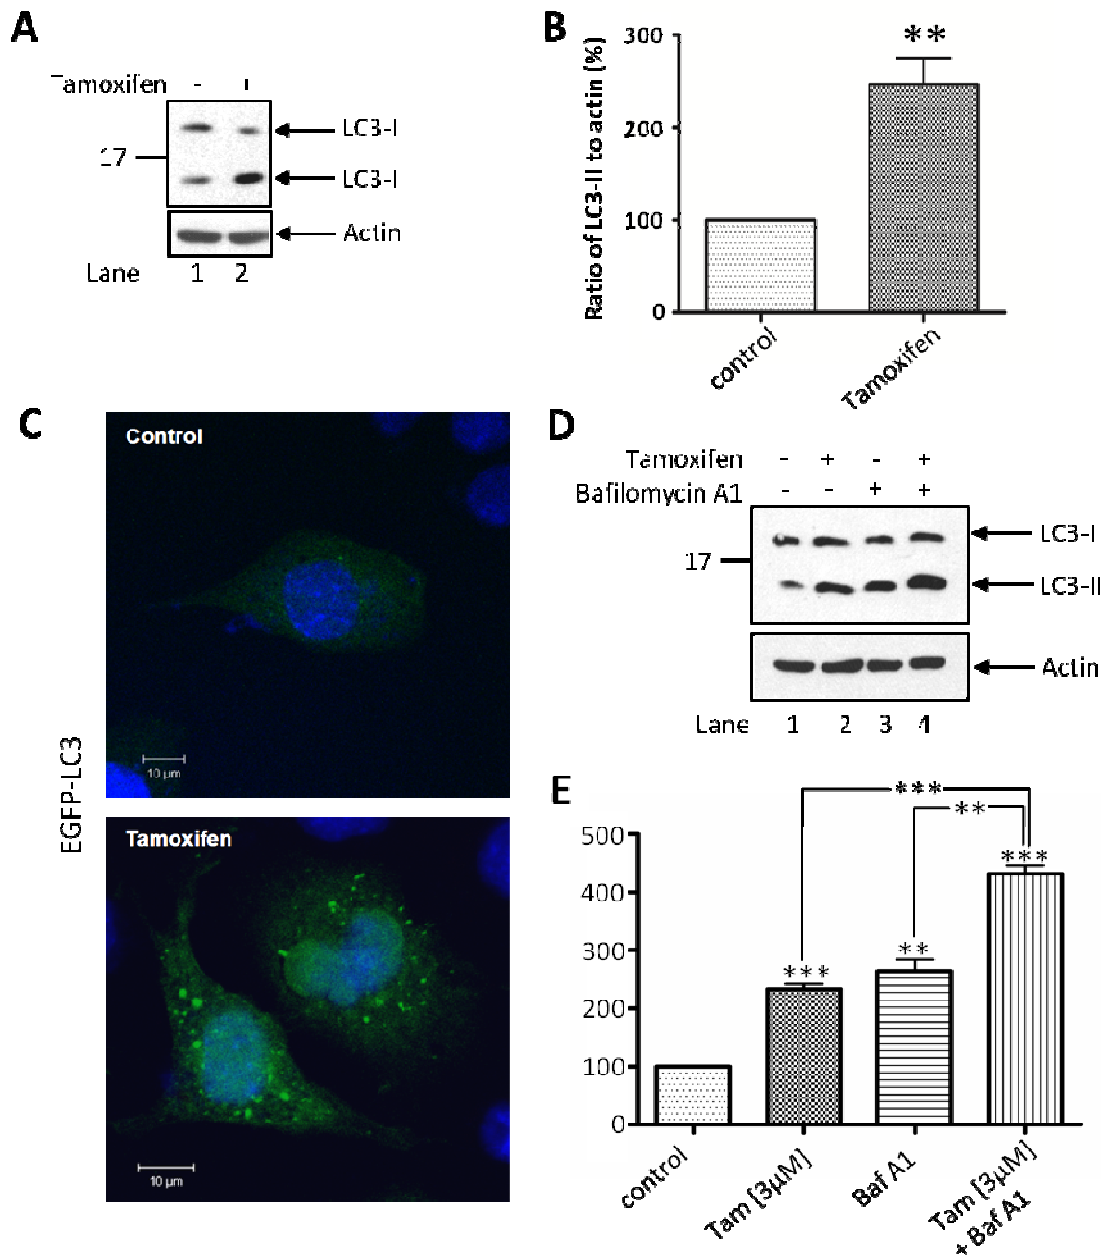 A
Tamoxifen - +
LC3-I
17
LC3-I
Actin
Lane 1 2
B
Ratio of LC3-II to actin (%)
300
200
100
0
**
control
Tamoxifen
C
EGFP-LC3
Control
10 µm
Tamoxifen
10 µm
D
Tamoxifen - + - +
Bafilomycin A1 - - + +
LC3-I
17
LC3-II
Actin
Lane 1 2 3 4
E
***
**
500
400
300
200
100
0
***
**
***
control
Tam [3µM]
Baf A1
Tam [3µM]
+ Baf A1